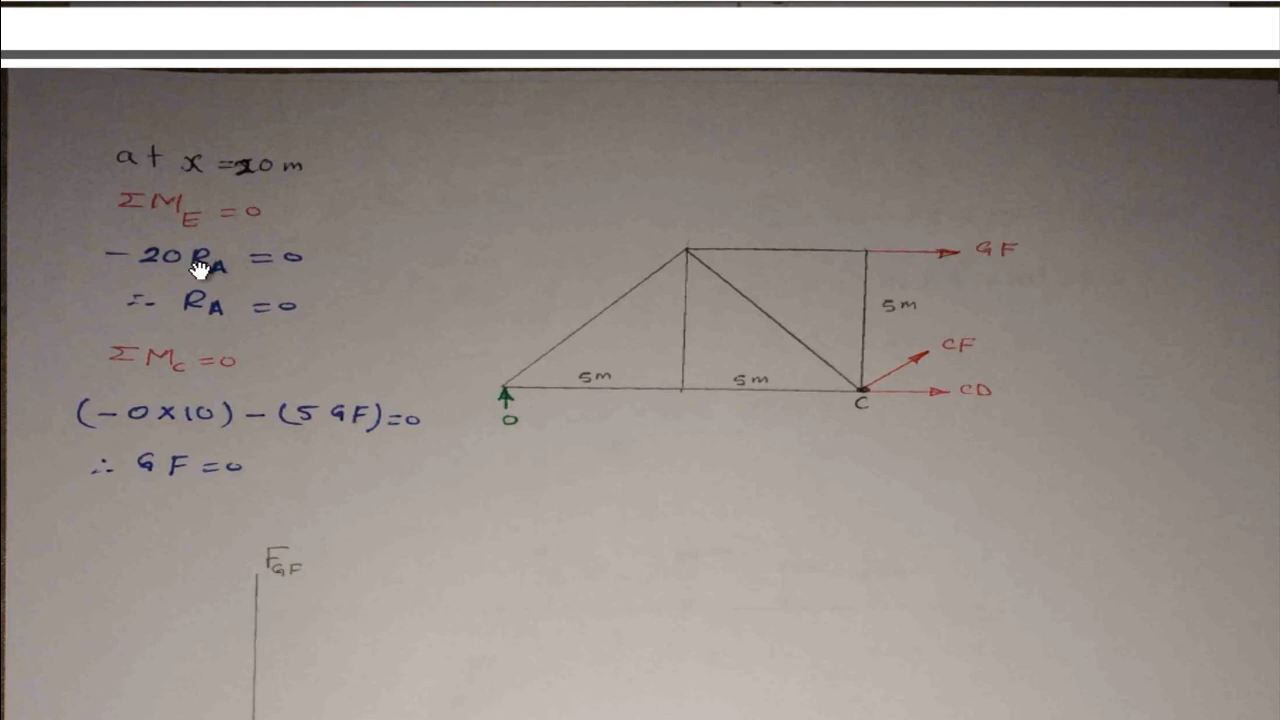 at x = 20 m
ΣM_E = 0
- 20 R_A = 0
∴ R_A = 0
ΣM_C = 0
(- 0 × 10) - (5 GF) = 0
∴ GF = 0
GF
5m
CF
5m
5m
CD
C
0
F_GF